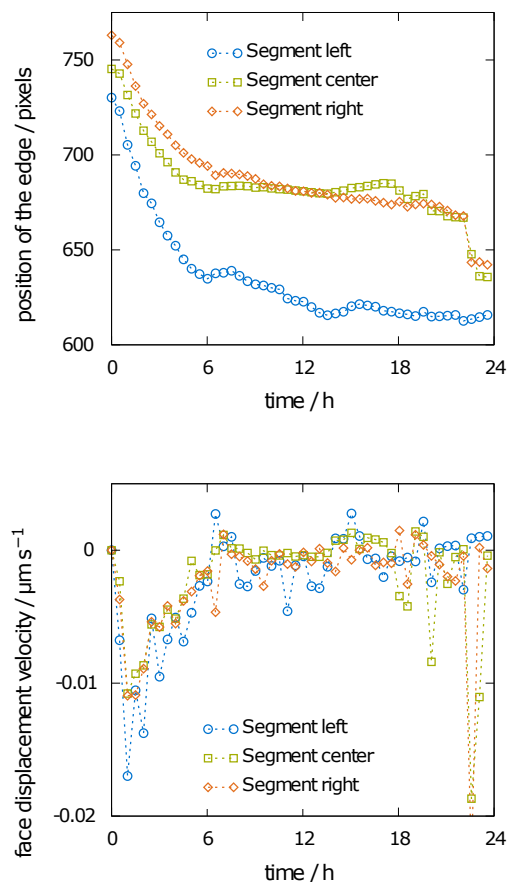 position of the edge / pixels
750
700
650
600
Segment left
Segment center
Segment right
0
6
12
18
24
time / h
face displacement velocity / µm s⁻¹
0
-0.01
-0.02
Segment left
Segment center
Segment right
0
6
12
18
24
time / h